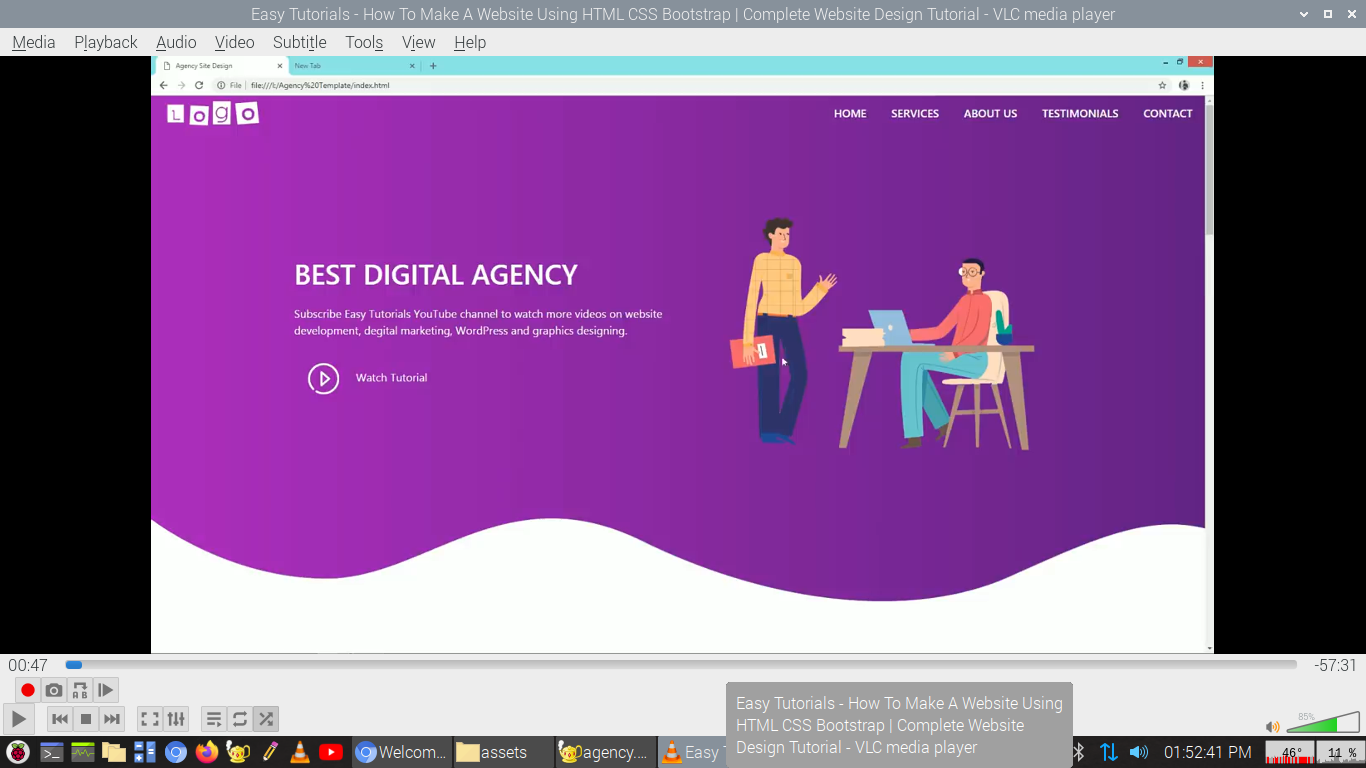 Easy Tutorials - How To Make A Website Using HTML CSS Bootstrap | Complete Website Design Tutorial - VLC media player
Media Playback Audio Video Subtitle Tools View Help
Agency Site Design New Tab
File file:///L:/Agency%20Template/index.html
LOgO
HOME SERVICES ABOUT US TESTIMONIALS CONTACT
BEST DIGITAL AGENCY
Subscribe Easy Tutorials YouTube channel to watch more videos on website
development, degital marketing, WordPress and graphics designing.
Watch Tutorial
00:47 -57:31
A B
85%
Easy Tutorials - How To Make A Website Using
HTML CSS Bootstrap | Complete Website
Design Tutorial - VLC media player
Welcom... assets agency.... Easy T 01:52:41 PM 46° 11 %